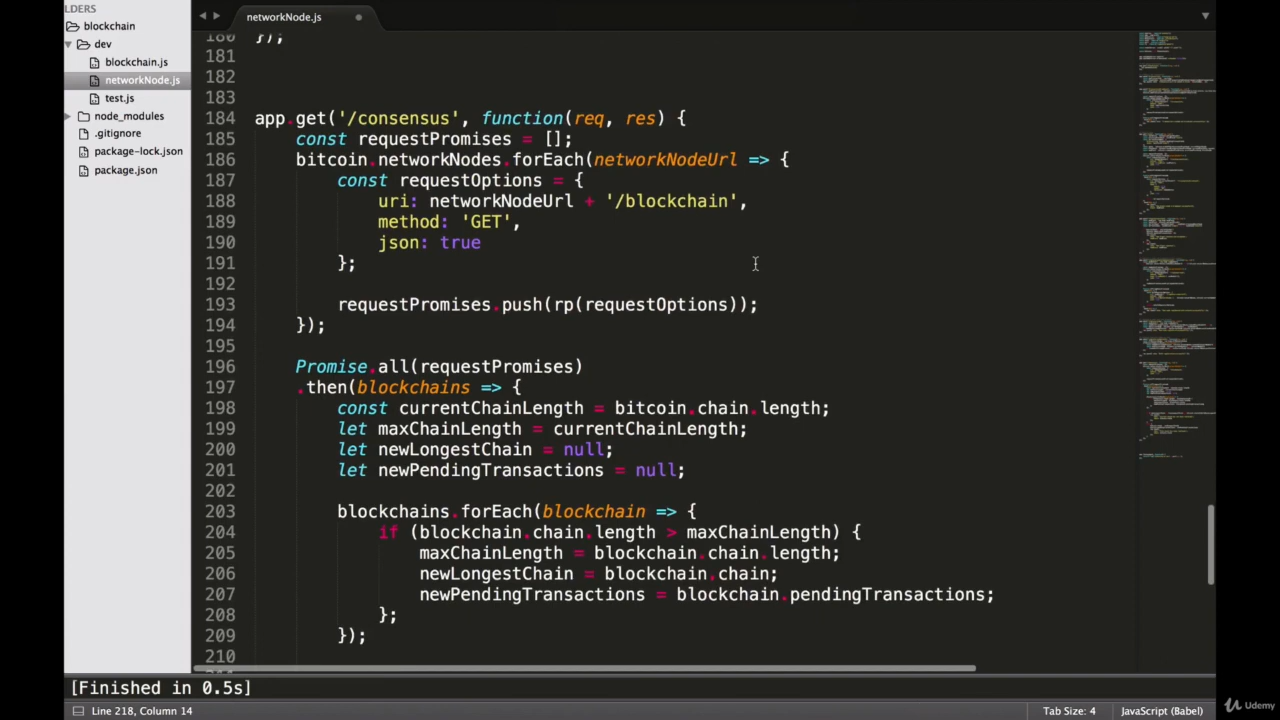 LDERS
blockchain
dev
blockchain.js
networkNode.js
test.js
node_modules
.gitignore
package-lock.json
package.json
networkNode.js
180 });
181
182
183
184 app.get('/consensus', function(req, res) {
185 const requestPromises = [];
186 bitcoin.networkNodes.forEach(networkNodeUrl => {
187 const requestOptions = {
188 uri: networkNodeUrl + '/blockchain',
189 method: 'GET',
190 json: true
191 };
192
193 requestPromises.push(rp(requestOptions));
194 });
195
196 Promise.all(requestPromises)
197 .then(blockchains => {
198 const currentChainLength = bitcoin.chain.length;
199 let maxChainLength = currentChainLength;
200 let newLongestChain = null;
201 let newPendingTransactions = null;
202
203 blockchains.forEach(blockchain => {
204 if (blockchain.chain.length > maxChainLength) {
205 maxChainLength = blockchain.chain.length;
206 newLongestChain = blockchain.chain;
207 newPendingTransactions = blockchain.pendingTransactions;
208 };
209 });
210
[Finished in 0.5s]
Line 218, Column 14
Tab Size: 4
JavaScript (Babel)
Udemy